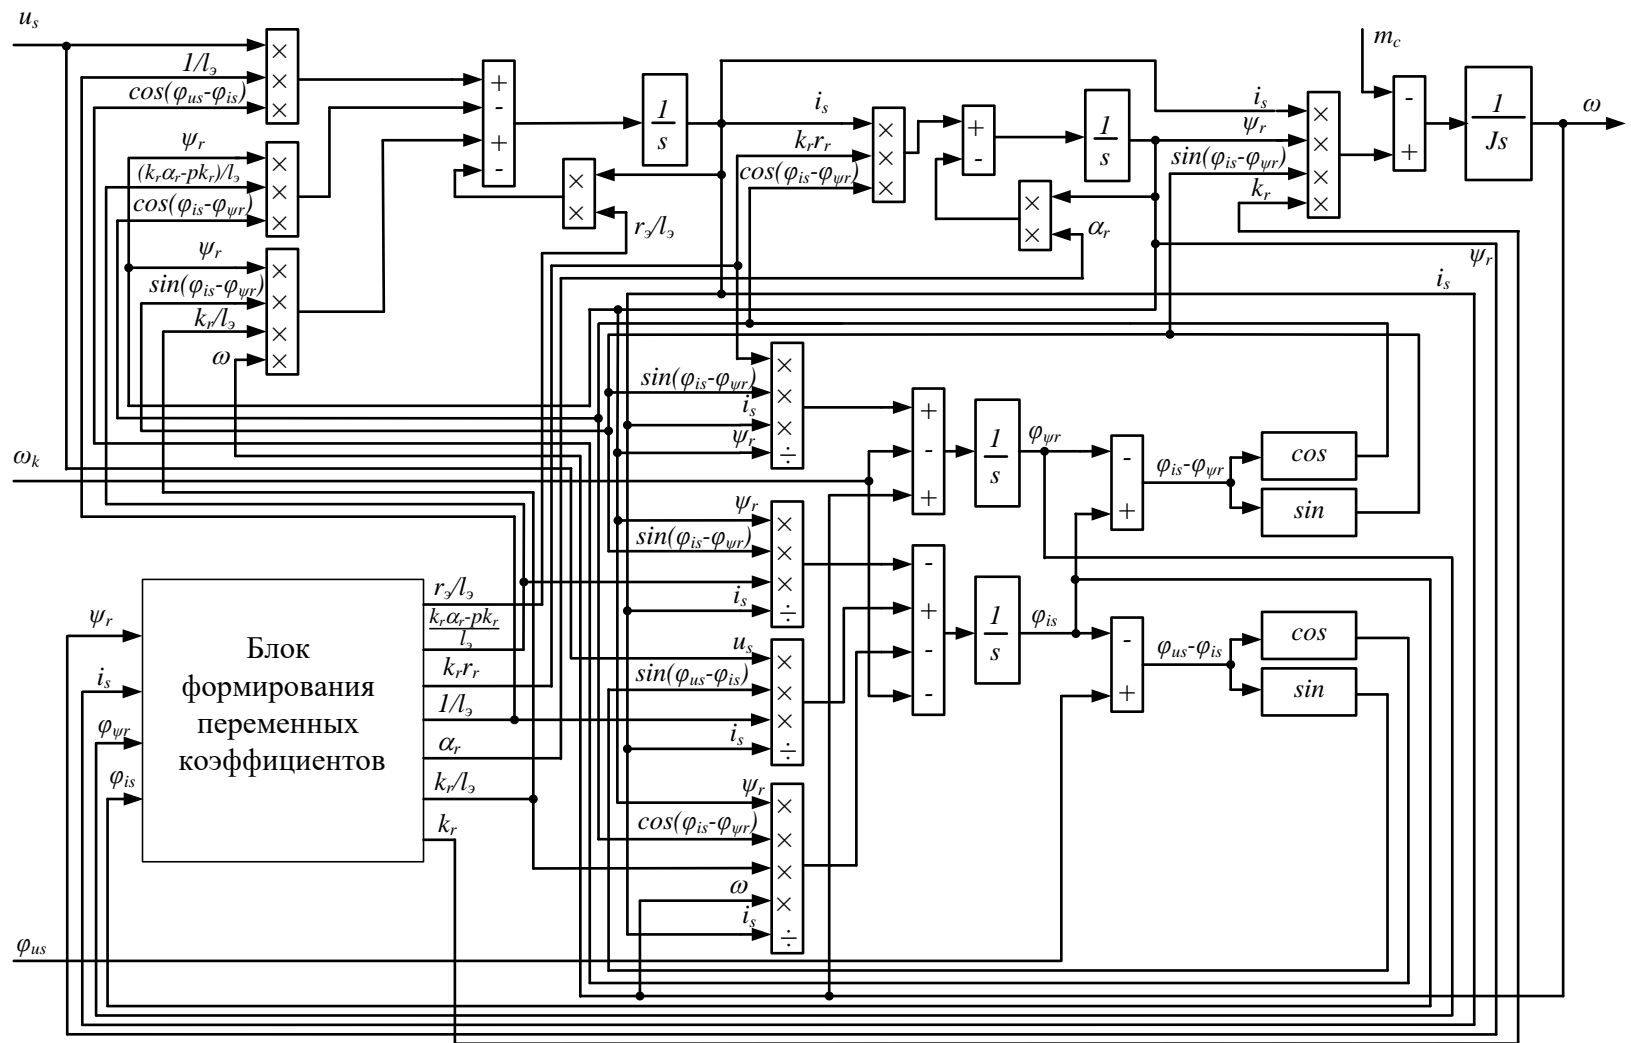 u_s
1/l_э
cos(φ_us-φ_is)
×
×
×
ψ_r
(k_rα_r-pk_r)/l_э
cos(φ_is-φ_ψr)
×
×
×
ψ_r
sin(φ_is-φ_ψr)
k_r/l_э
ω
×
×
×
×
+
-
+
-
1
s
×
×
r_э/l_э
i_s
k_rr_r
cos(φ_is-φ_ψr)
×
×
×
+
-
1
s
×
×
α_r
i_s
ψ_r
sin(φ_is-φ_ψr)
k_r
×
×
×
×
m_c
-
+
1
Js
ω
ψ_r
i_s
sin(φ_is-φ_ψr)
i_s
ψ_r
×
×
×
÷
+
-
+
1
s
φ_ψr
-
+
φ_is-φ_ψr
cos
sin
ω_k
ψ_r
sin(φ_is-φ_ψr)
i_s
×
×
×
÷
-
+
-
-
1
s
φ_is
-
+
φ_us-φ_is
cos
sin
u_s
sin(φ_us-φ_is)
i_s
×
×
×
÷
ψ_r
cos(φ_is-φ_ψr)
ω
i_s
×
×
×
×
÷
ψ_r
i_s
φ_ψr
φ_is
Блок
формирования
переменных
коэффициентов
r_э/l_э
k_rα_r-pk_r
l_э
k_rr_r
1/l_э
α_r
k_r/l_э
k_r
φ_us